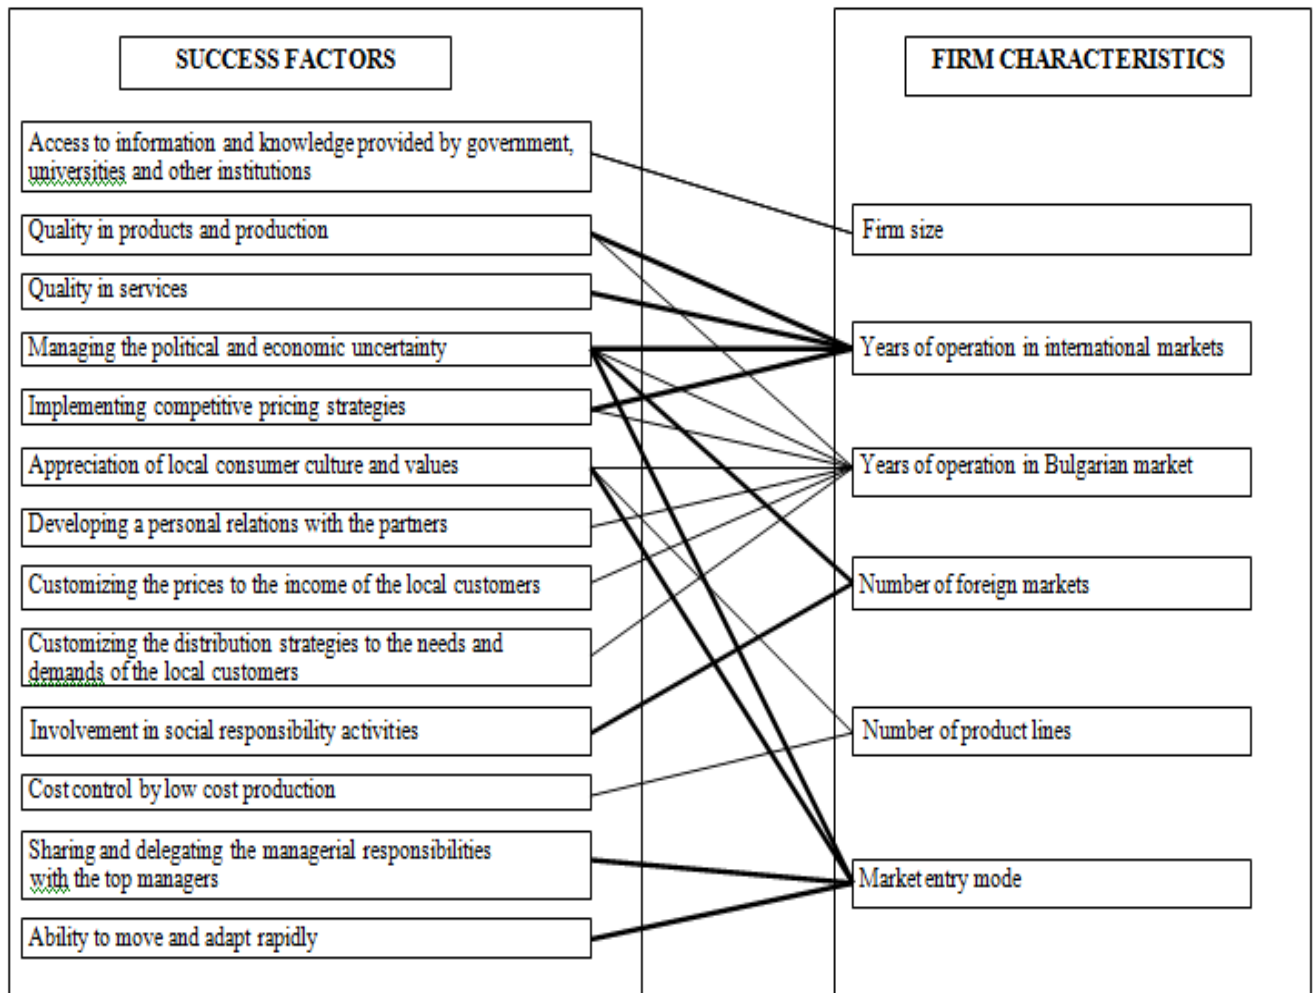 SUCCESS FACTORS
Access to information and knowledge provided by government,
universities and other institutions
Quality in products and production
Quality in services
Managing the political and economic uncertainty
Implementing competitive pricing strategies
Appreciation of local consumer culture and values
Developing a personal relations with the partners
Customizing the prices to the income of the local customers
Customizing the distribution strategies to the needs and
demands of the local customers
Involvement in social responsibility activities
Cost control by low cost production
Sharing and delegating the managerial responsibilities
with the top managers
Ability to move and adapt rapidly
FIRM CHARACTERISTICS
Firm size
Years of operation in international markets
Years of operation in Bulgarian market
Number of foreign markets
Number of product lines
Market entry mode